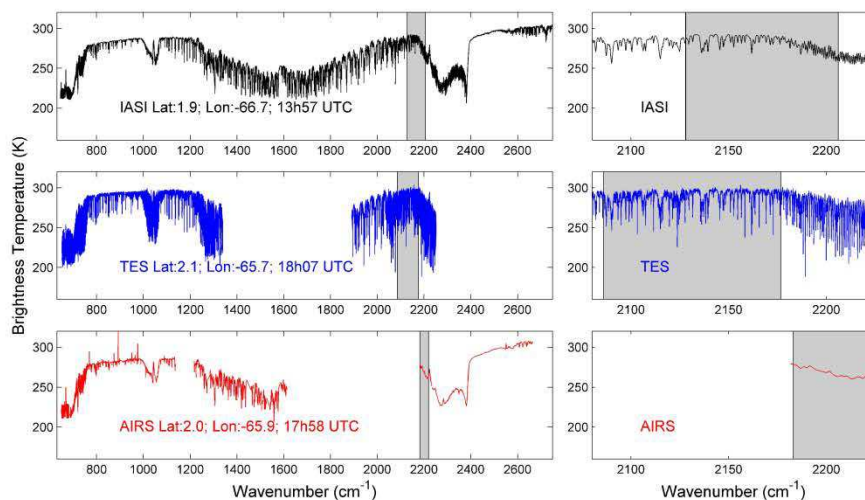 Brightness Temperature (K)
300
250
200
IASI Lat:1.9; Lon:-66.7; 13h57 UTC
800 1000 1200 1400 1600 1800 2000 2200 2400 2600
300
250
200
IASI
2100 2150 2200
300
250
200
TES Lat:2.1; Lon:-65.7; 18h07 UTC
800 1000 1200 1400 1600 1800 2000 2200 2400 2600
300
250
200
TES
2100 2150 2200
300
250
200
AIRS Lat:2.0; Lon:-65.9; 17h58 UTC
800 1000 1200 1400 1600 1800 2000 2200 2400 2600
Wavenumber (cm⁻¹)
300
250
200
AIRS
2100 2150 2200
Wavenumber (cm⁻¹)